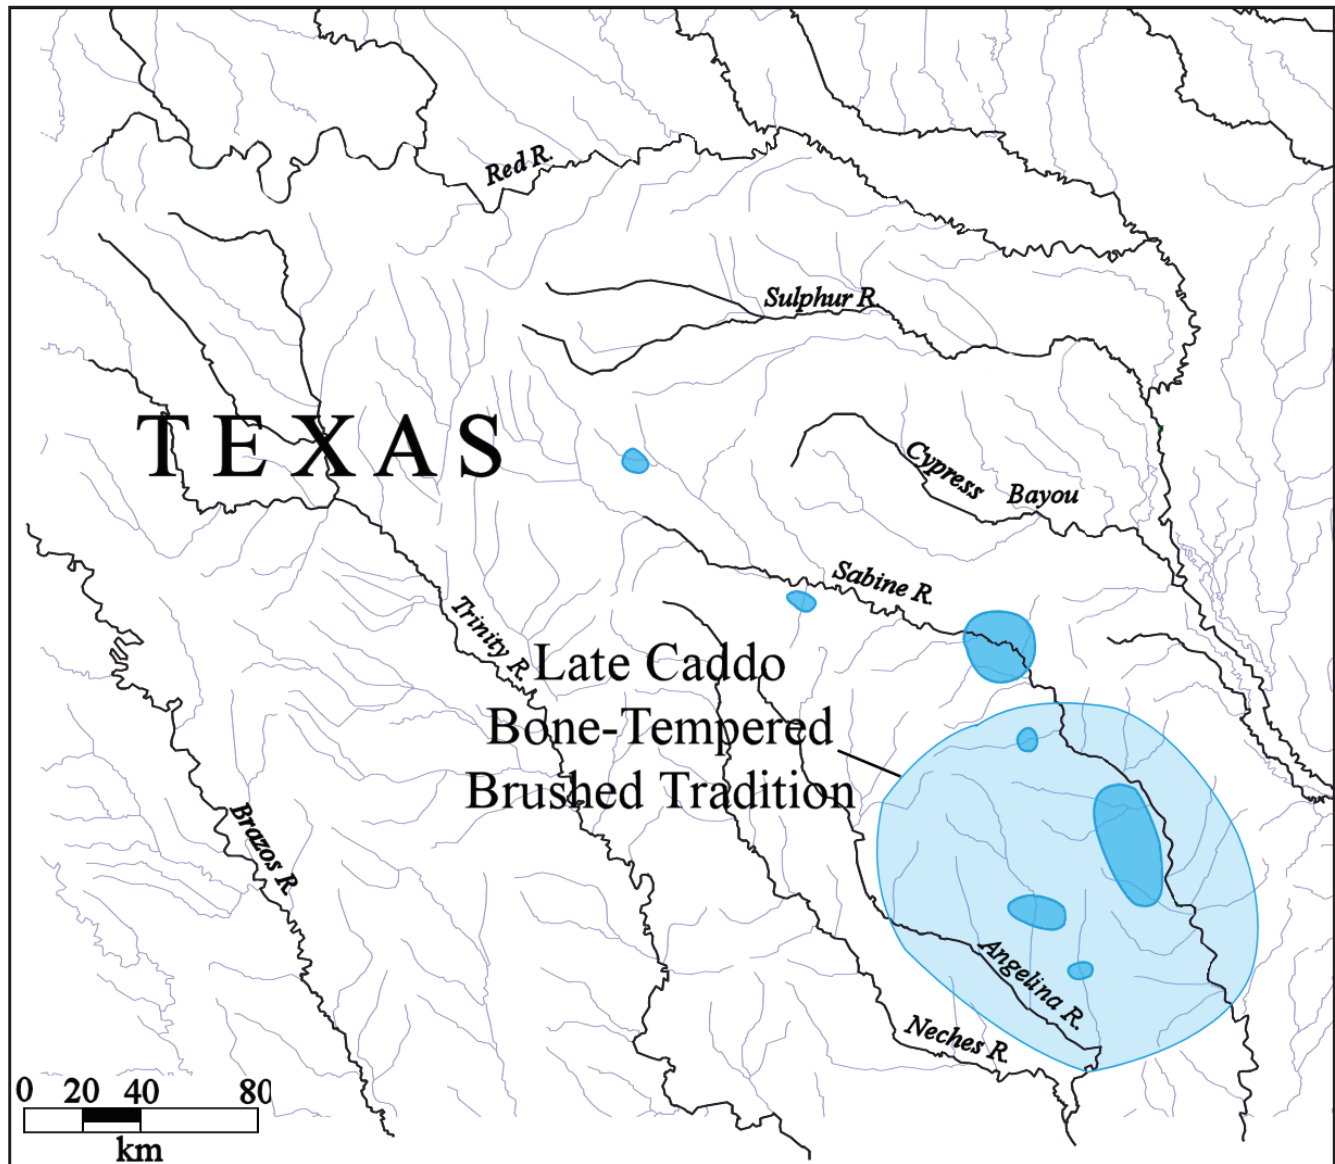 Red R.
Sulphur R.
TEXAS
Cypress Bayou
Sabine R.
Trinity R.
Late Caddo
Bone-Tempered
Brushed Tradition
Brazos R.
Angelina R.
Neches R.
0 20 40 80
km